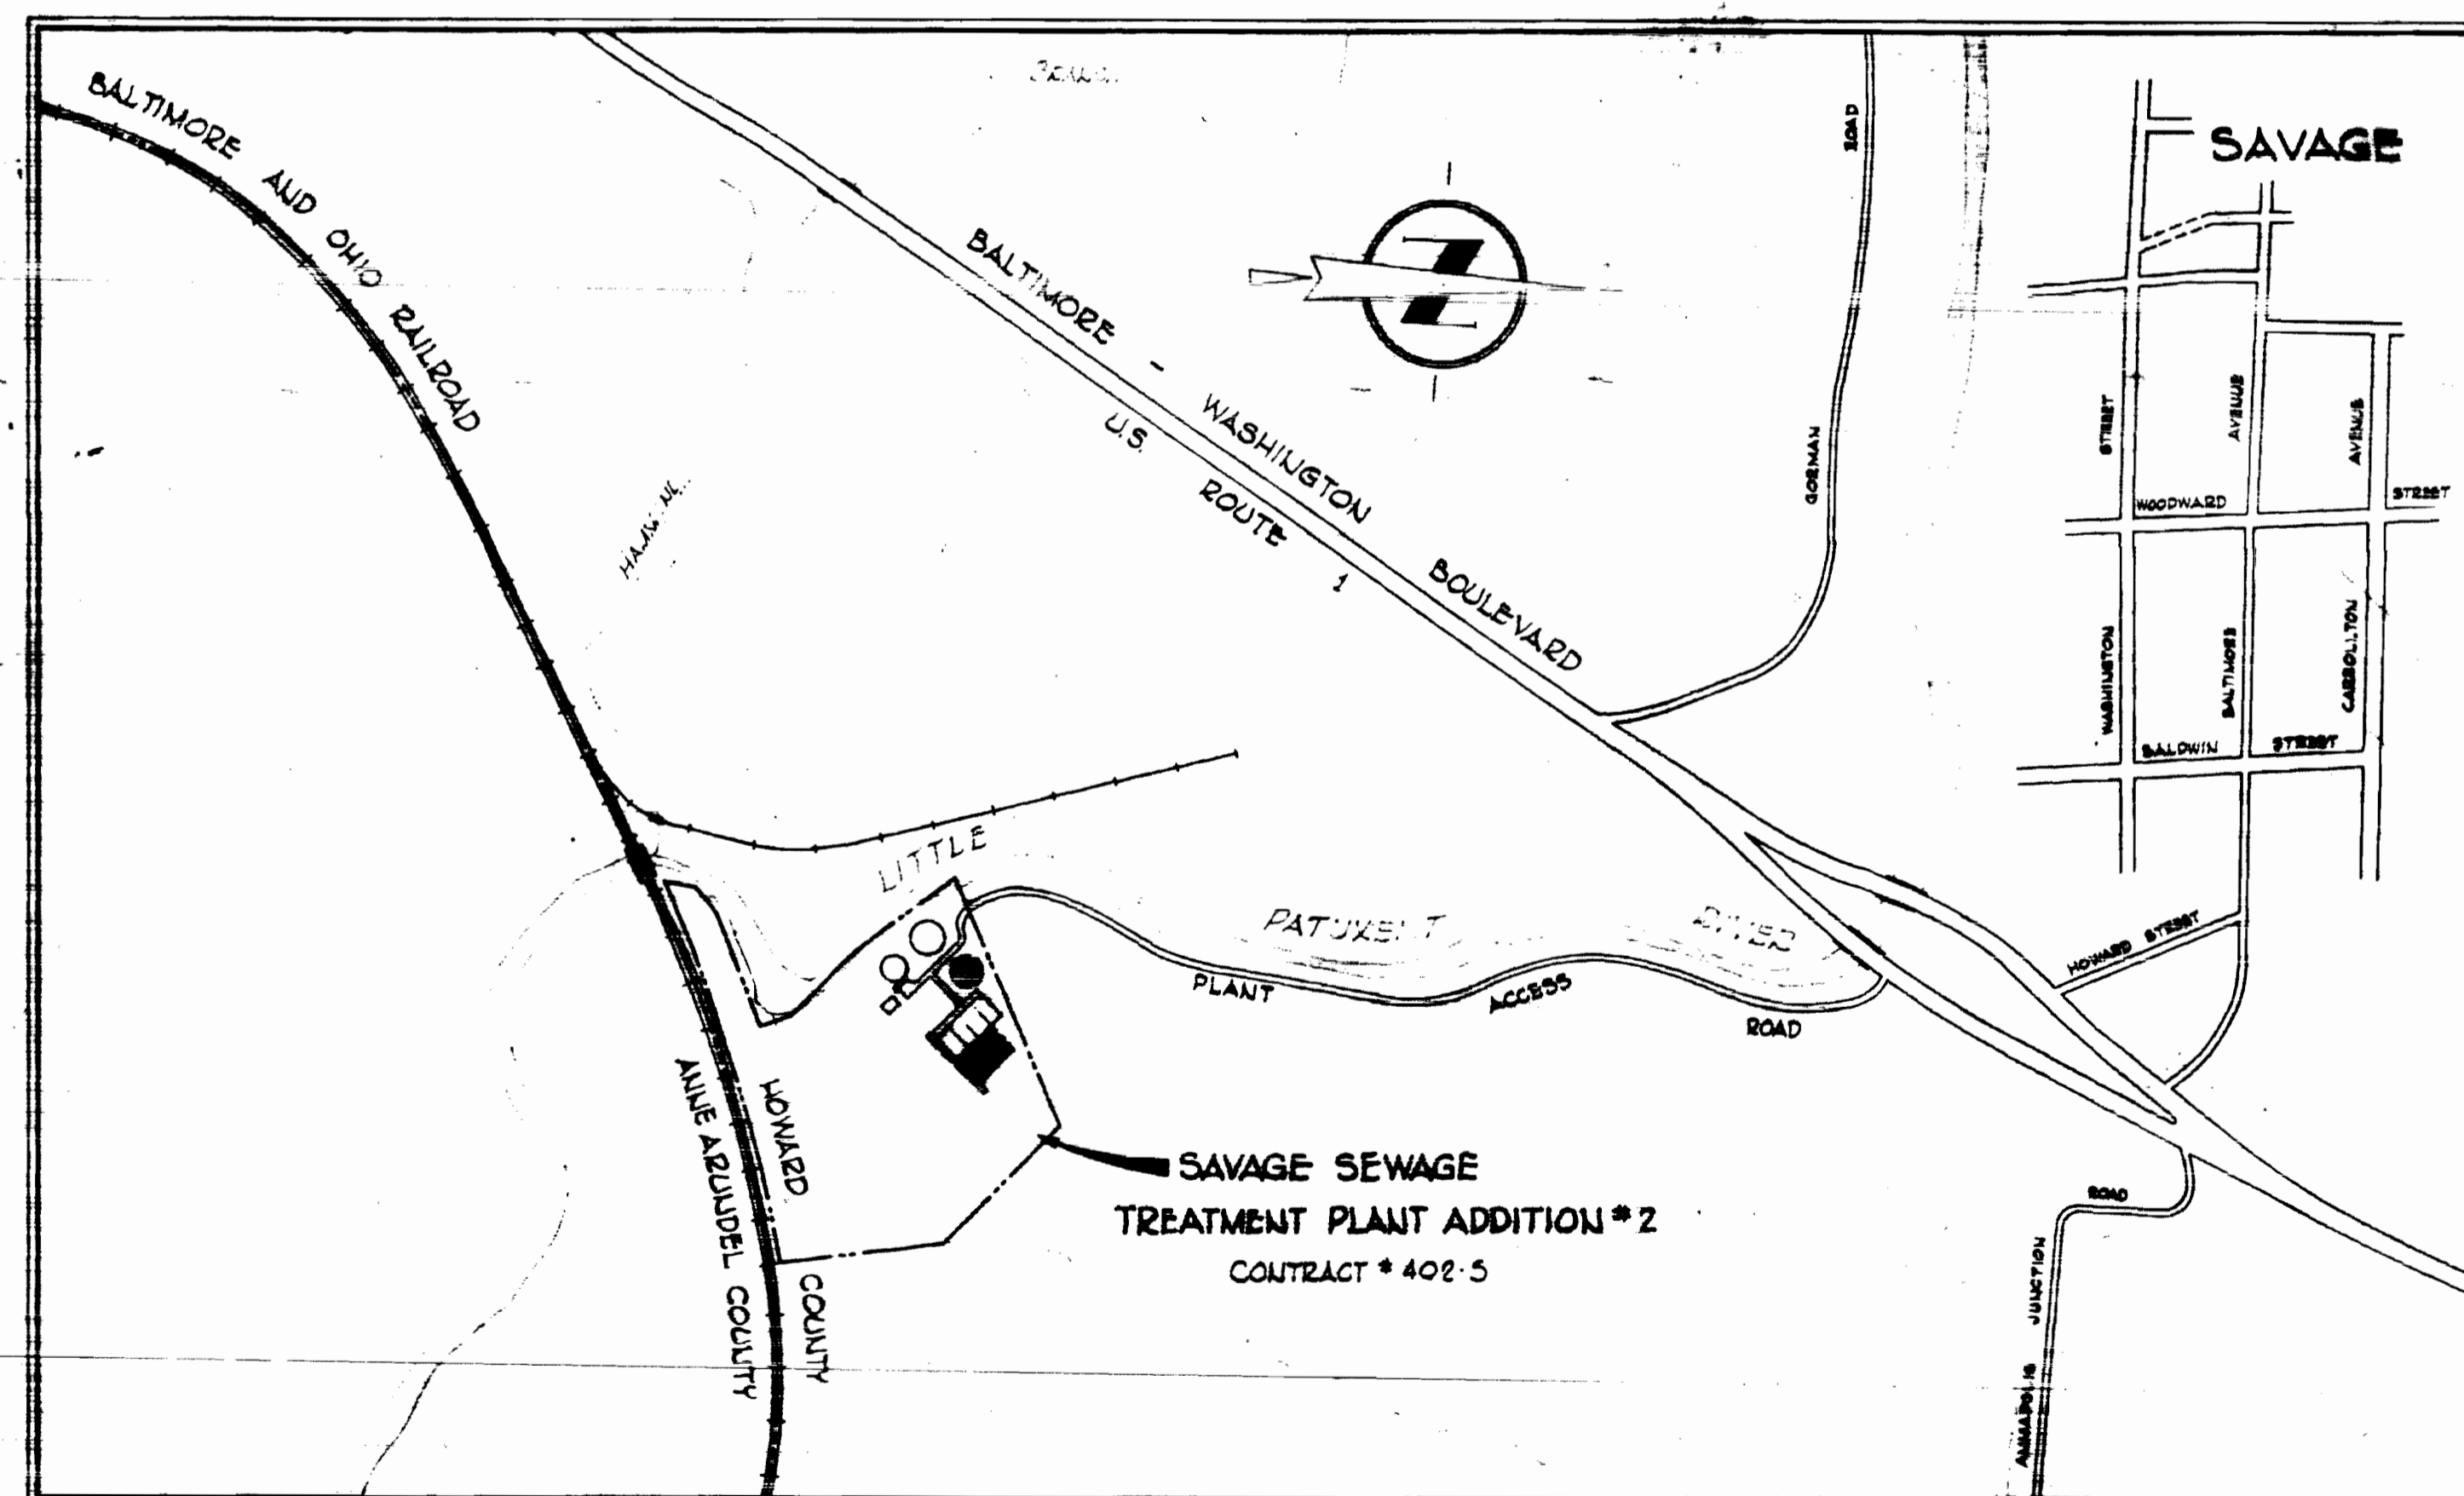 BALTIMORE AND OHIO RAILROAD
BALTIMORE - WASHINGTON BOULEVARD
U.S. ROUTE 1
GORMAN ROAD
SAVAGE
WASHINGTON STREET
BALTIMORE AVENUE
CARROLLTON AVENUE
WOODWARD STREET
BALDWIN STREET
HOWARD STREET
LITTLE PATUXENT RIVER
PLANT ACCESS ROAD
HOWARD COUNTY
ANNE ARUNDEL COUNTY
SAVAGE SEWAGE
TREATMENT PLANT ADDITION #2
CONTRACT # 402-S
ANNAPOLIS JUNCTION ROAD